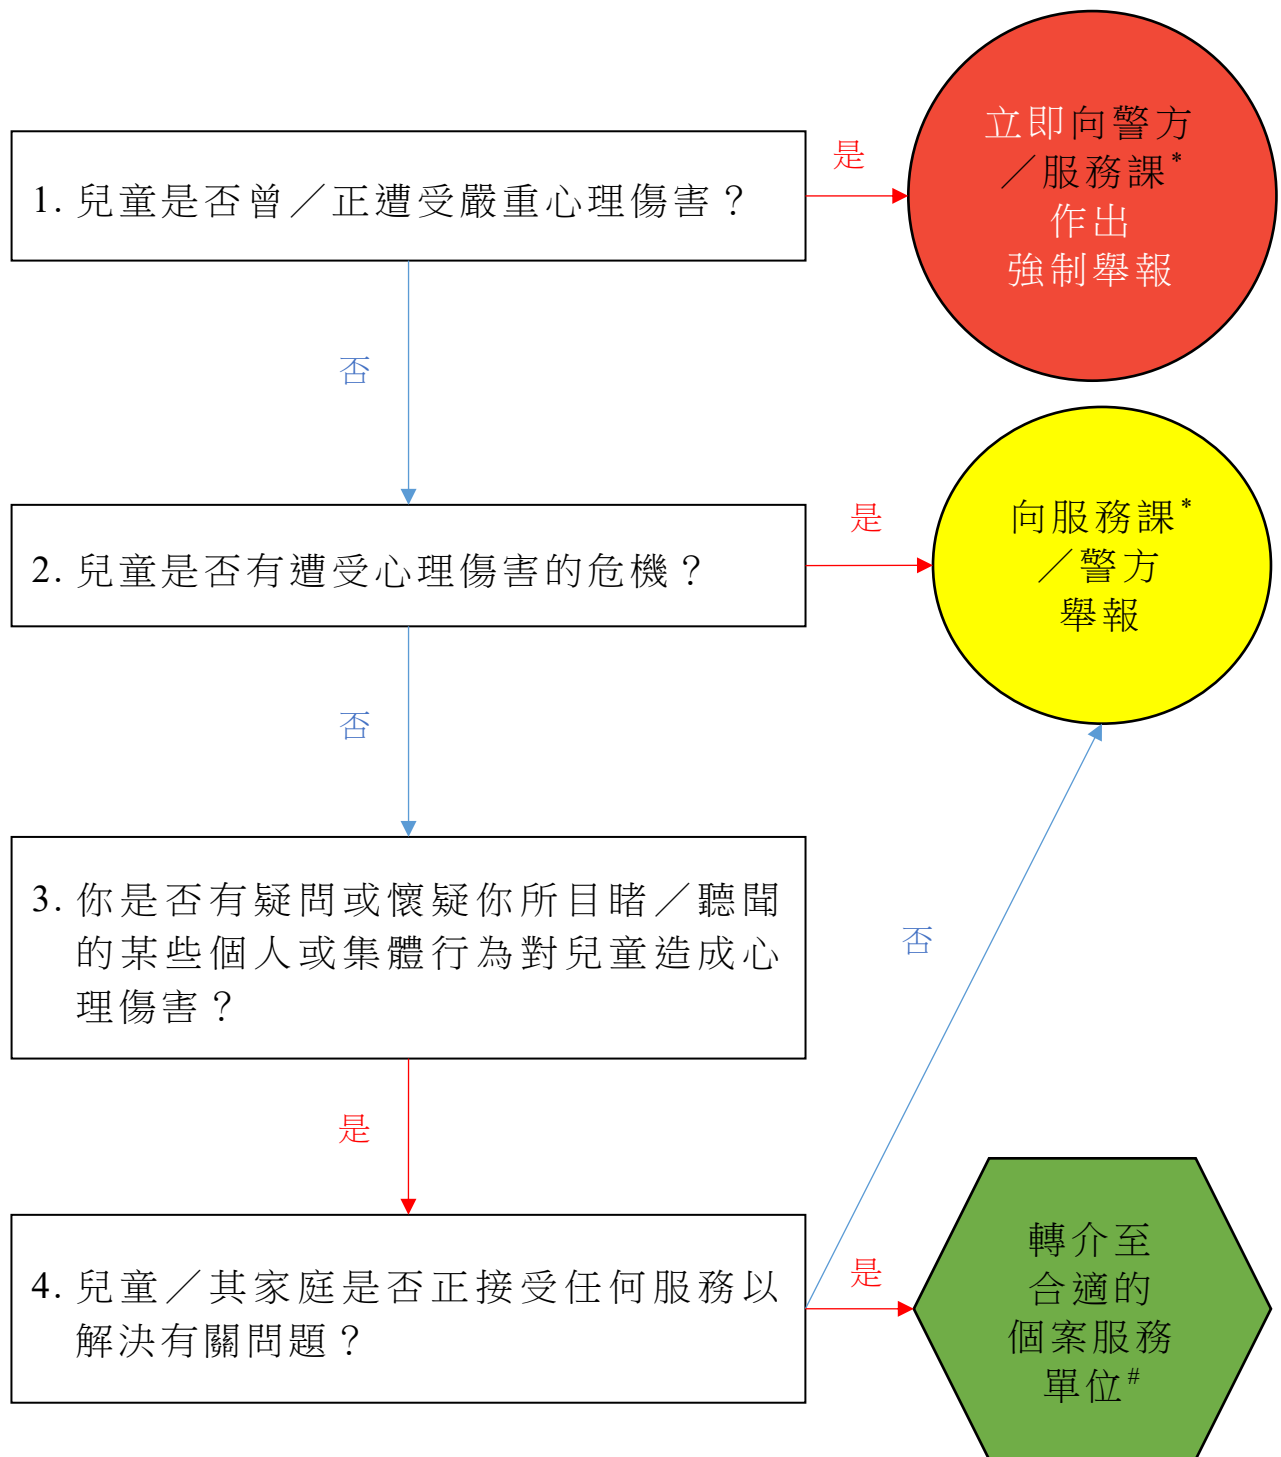 1. 兒童是否曾／正遭受嚴重心理傷害？
是
立即向警方
／服務課*
作出
強制舉報
否
2. 兒童是否有遭受心理傷害的危機？
是
向服務課*
／警方
舉報
否
3. 你是否有疑問或懷疑你所目睹／聽聞
的某些個人或集體行為對兒童造成心
理傷害？
否
是
4. 兒童／其家庭是否正接受任何服務以
解決有關問題？
是
轉介至
合適的
個案服務
單位#